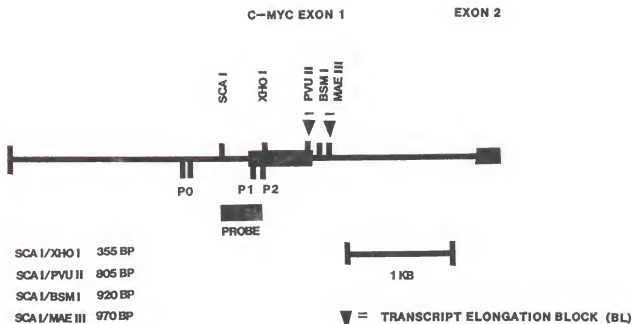 C-MYC EXON 1 EXON 2
SCA I
XHO I
PVU II
BSM I
MAE III
P0 P1 P2
PROBE
SCA I/XHO I 355 BP
SCA I/PVU II 805 BP
SCA I/BSM I 920 BP
SCA I/MAE III 970 BP
1 KB
= TRANSCRIPT ELONGATION BLOCK (BL)